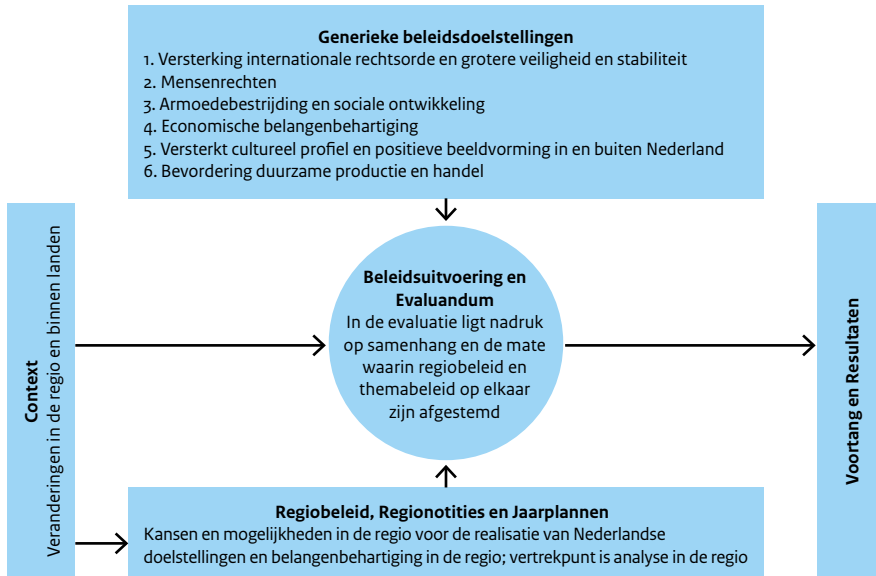 Generieke beleidsdoelstellingen
1. Versterking internationale rechtsorde en grotere veiligheid en stabiliteit
2. Mensenrechten
3. Armoedebestrijding en sociale ontwikkeling
4. Economische belangenbehartiging
5. Versterkt cultureel profiel en positieve beeldvorming in en buiten Nederland
6. Bevordering duurzame productie en handel
Context
Veranderingen in de regio en binnen landen
Beleidsuitvoering en
Evaluandum
In de evaluatie ligt nadruk
op samenhang en de mate
waarin regiobeleid en
themabeleid op elkaar
zijn afgestemd
Voortang en Resultaten
Regiobeleid, Regionotities en Jaarplannen
Kansen en mogelijkheden in de regio voor de realisatie van Nederlandse
doelstellingen en belangenbehartiging in de regio; vertrekpunt is analyse in de regio